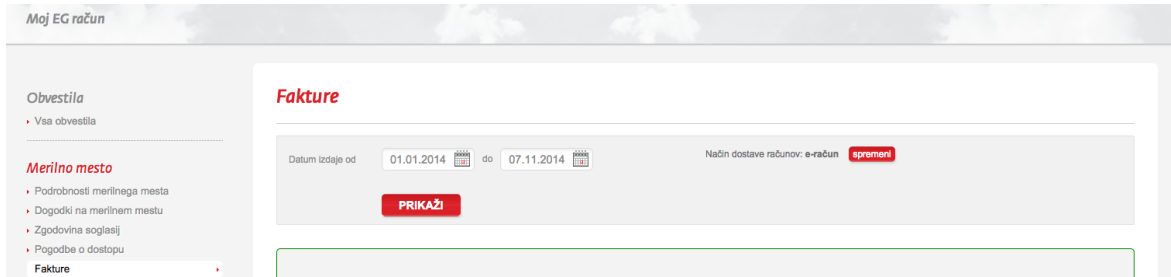 Moj EG račun
Obvestila
Vsa obvestila
Merilno mesto
Podrobnosti merilnega mesta
Dogodki na merilnem mestu
Zgodovina soglasij
Pogodbe o dostopu
Fakture
Fakture
Datum izdaje od 01.01.2014 do 07.11.2014 Način dostave računov: e-račun spremeni
PRIKAŽI